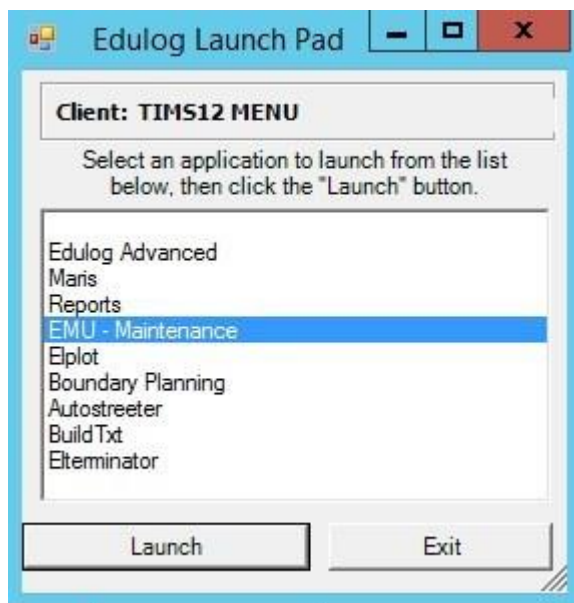 Edulog Launch Pad
Client: TIMS12 MENU
Select an application to launch from the list
below, then click the "Launch" button.
Edulog Advanced
Maris
Reports
EMU - Maintenance
Elplot
Boundary Planning
Autostreeter
BuildTxt
Elterminator
Launch Exit